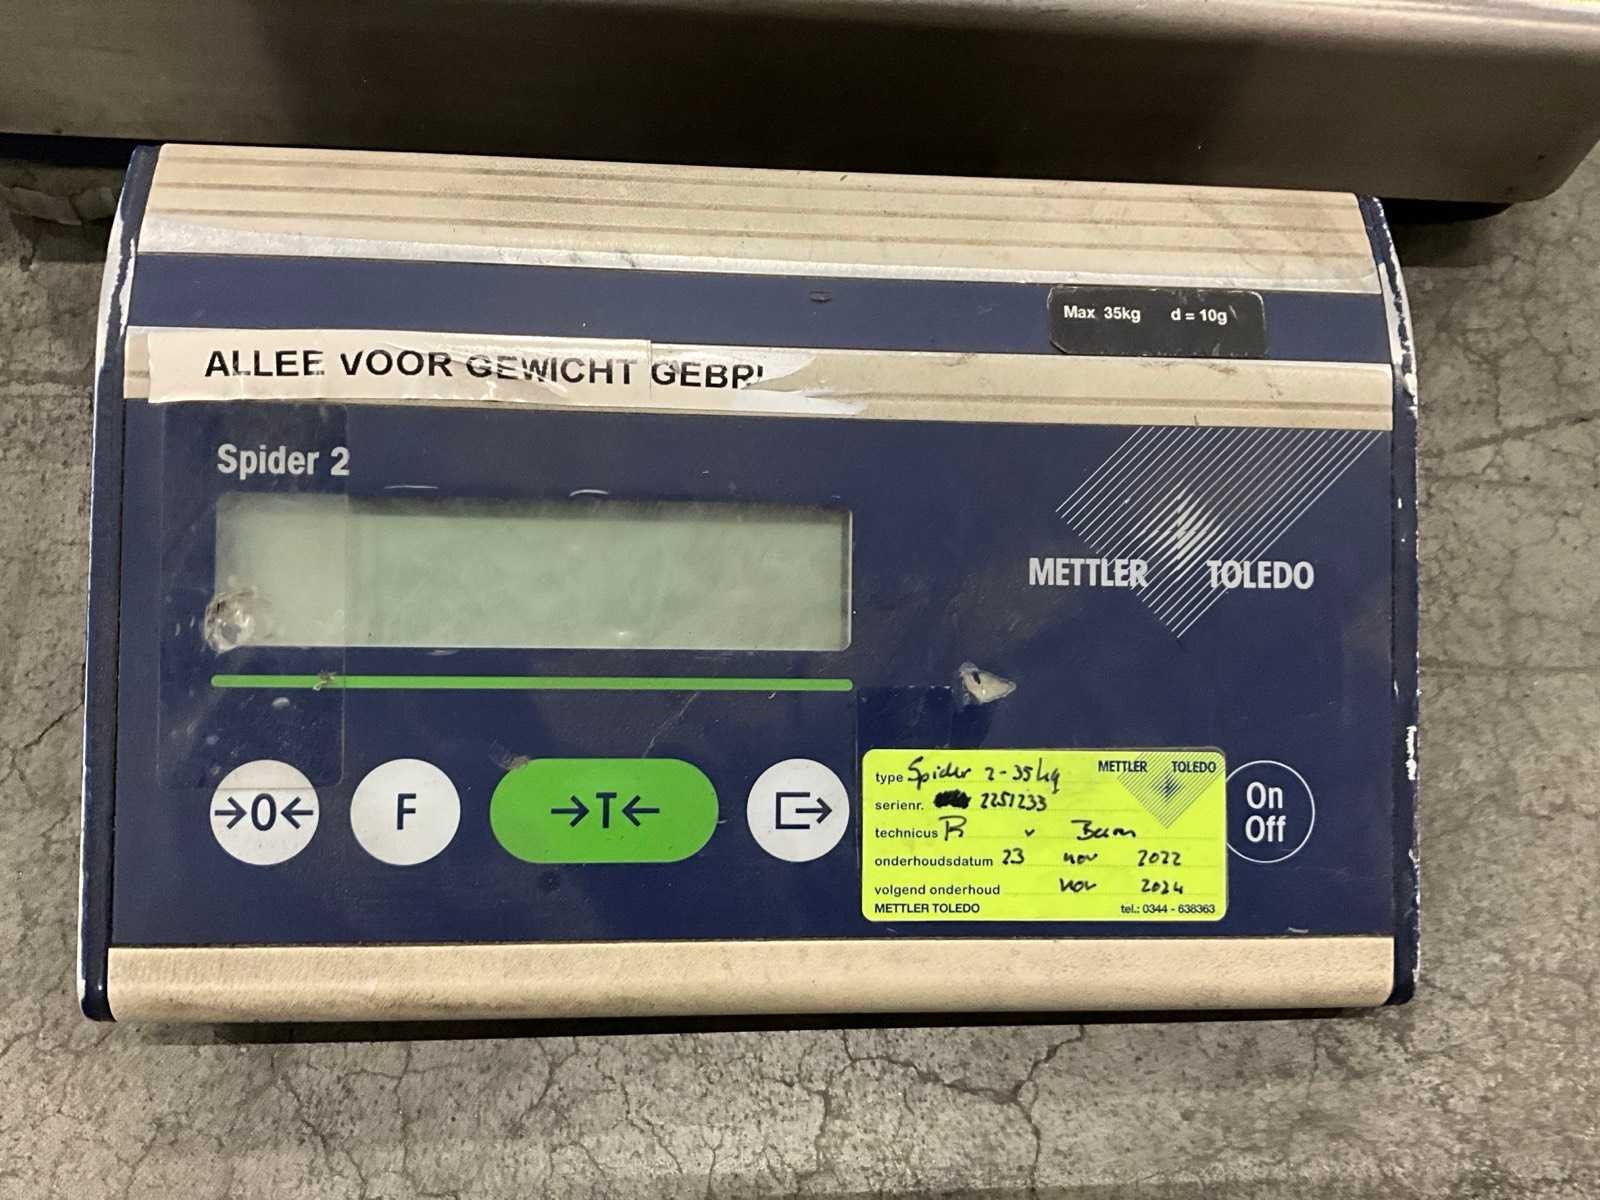 Max 35kg d = 10g
ALLEE VOOR GEWICHT GEBR
Spider 2
METTLER TOLEDO
→0← F →T← On Off
type Spider 2-35kg METTLER TOLEDO
serienr. 2251233
technicus R v
onderhoudsdatum 23 nov 2022
volgend onderhoud nov 2024
METTLER TOLEDO tel.: 0344 - 638363